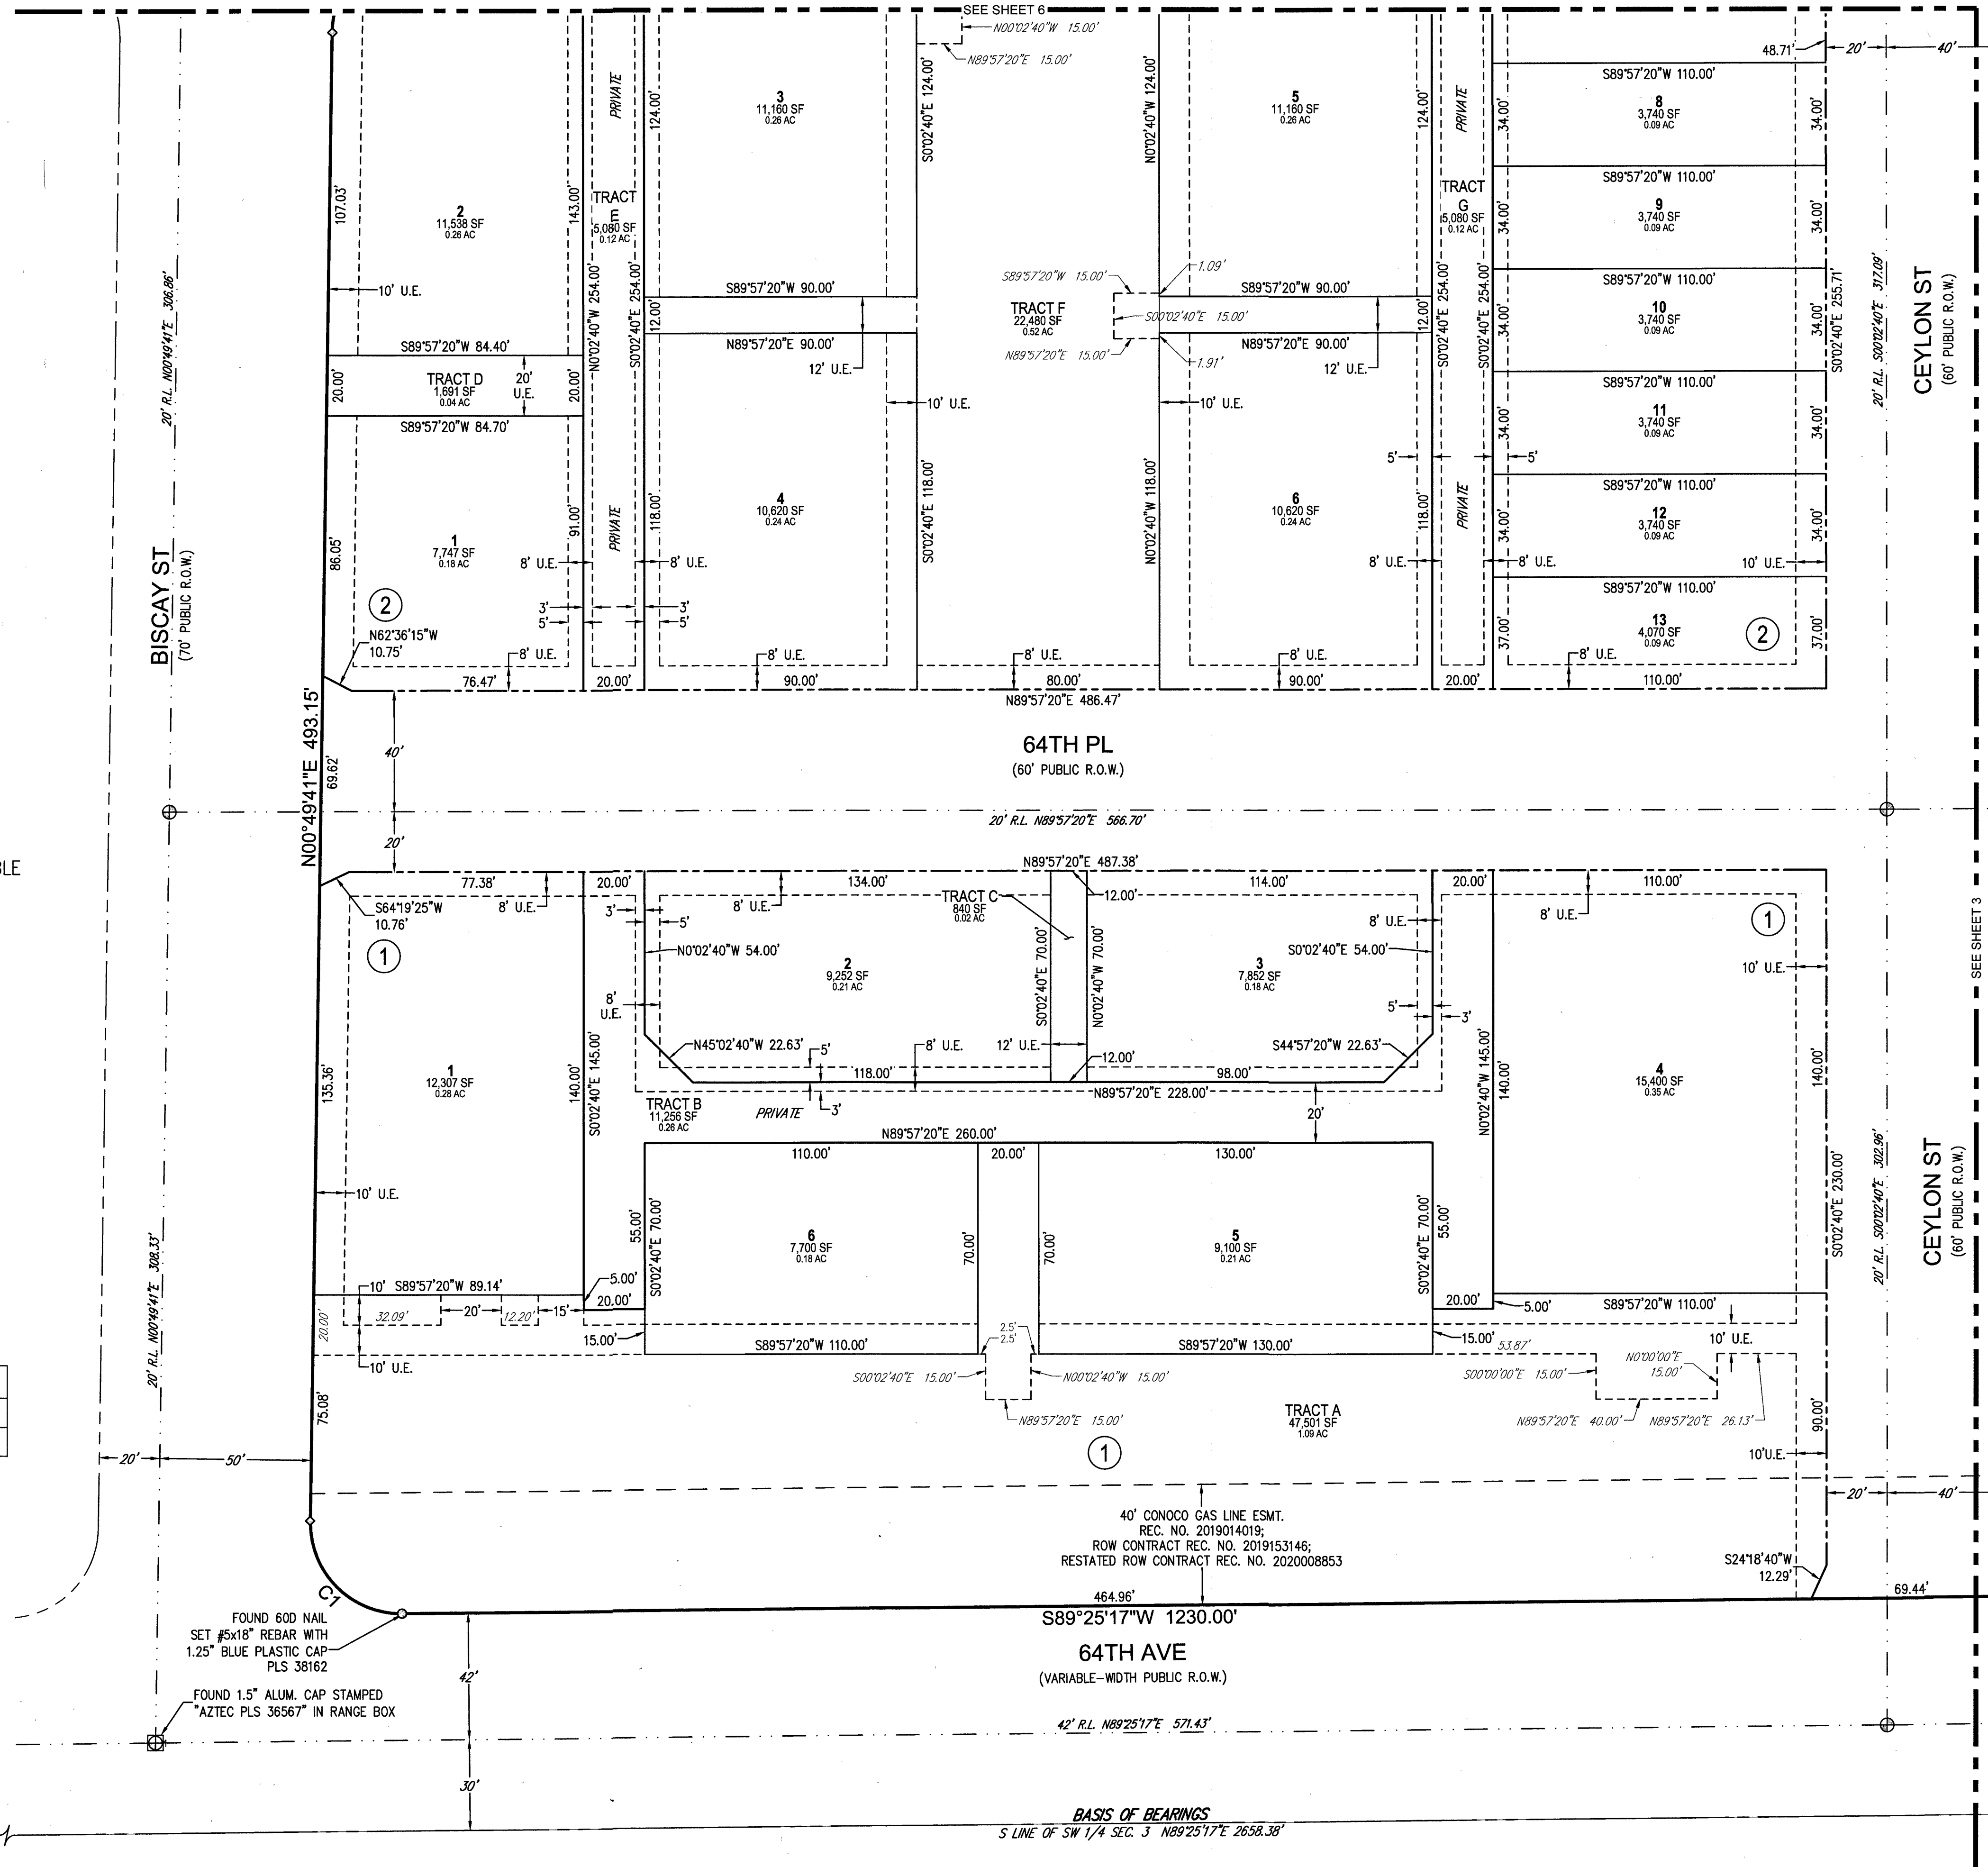 SEE SHEET 6
N00°02'40"W 15.00'
N89°57'20"E 15.00'
48.71'
20'
40'
S89°57'20"W 110.00'
PRIVATE
124.00'
3
11,160 SF
0.26 AC
S0°02'40"E 124.00'
N0°02'40"W 124.00'
5
11,160 SF
0.26 AC
124.00'
PRIVATE
34.00'
8
3,740 SF
0.09 AC
34.00'
S89°57'20"W 110.00'
107.03'
2
11,538 SF
0.26 AC
143.00'
TRACT
E
5,080 SF
0.12 AC
TRACT
G
5,080 SF
0.12 AC
34.00'
9
3,740 SF
0.09 AC
34.00'
20' R.L. N00°49'41"E 306.86'
10' U.E.
N0°02'40"W 254.00'
S0°02'40"E 254.00'
S89°57'20"W 90.00'
12.00'
N89°57'20"E 90.00'
12' U.E.
S89°57'20"W 15.00'
1.09'
TRACT F
22,480 SF
0.52 AC
S00°02'40"E 15.00'
N89°57'20"E 15.00'
1.91'
S89°57'20"W 90.00'
12.00'
N89°57'20"E 90.00'
12' U.E.
S0°02'40"E 254.00'
S0°02'40"E 254.00'
S89°57'20"W 110.00'
34.00'
10
3,740 SF
0.09 AC
34.00'
S0°02'40"E 255.71'
20' R.L. S00°02'40"E 317.09'
CEYLON ST
(60' PUBLIC R.O.W.)
S89°57'20"W 84.40'
20.00'
TRACT D
1,691 SF
0.04 AC
20'
U.E.
20.00'
S89°57'20"W 84.70'
10' U.E.
10' U.E.
S89°57'20"W 110.00'
34.00'
11
3,740 SF
0.09 AC
34.00'
5'
5'
S89°57'20"W 110.00'
BISCAY ST
(70' PUBLIC R.O.W.)
86.05'
1
7,747 SF
0.18 AC
91.00'
PRIVATE
118.00'
4
10,620 SF
0.24 AC
S0°02'40"E 118.00'
N0°02'40"W 118.00'
6
10,620 SF
0.24 AC
118.00'
PRIVATE
34.00'
12
3,740 SF
0.09 AC
34.00'
8' U.E.
8' U.E.
8' U.E.
8' U.E.
10' U.E.
S89°57'20"W 110.00'
2
3'
5'
3'
5'
N62°36'15"W
10.75'
37.00'
13
4,070 SF
0.09 AC
2
37.00'
8' U.E.
8' U.E.
8' U.E.
8' U.E.
8' U.E.
76.47'
20.00'
90.00'
80.00'
90.00'
20.00'
110.00'
N89°57'20"E 486.47'
N00°49'41"E 493.15'
69.62'
40'
64TH PL
(60' PUBLIC R.O.W.)
20' R.L. N89°57'20"E 566.70'
20'
BLE
N89°57'20"E 487.38'
77.38'
20.00'
134.00'
TRACT C
840 SF
0.02 AC
12.00'
114.00'
20.00'
110.00'
S64°19'25"W
10.76'
8' U.E.
3'
5'
8' U.E.
8' U.E.
8' U.E.
1
1
N0°02'40"W 54.00'
2
9,252 SF
0.21 AC
S0°02'40"E 70.00'
N0°02'40"W 70.00'
3
7,852 SF
0.18 AC
S0°02'40"E 54.00'
10' U.E.
SEE SHEET 3
8'
U.E.
5'
3'
N45°02'40"W 22.63'
5'
8' U.E.
12' U.E.
12.00'
S44°57'20"W 22.63'
135.36'
1
12,307 SF
0.28 AC
140.00'
S0°02'40"E 145.00'
118.00'
98.00'
N89°57'20"E 228.00'
N0°02'40"W 145.00'
140.00'
4
15,400 SF
0.35 AC
140.00'
TRACT B
11,256 SF
0.26 AC
PRIVATE
3'
20'
N89°57'20"E 260.00'
110.00'
20.00'
130.00'
10' U.E.
55.00'
S0°02'40"E 70.00'
6
7,700 SF
0.18 AC
70.00'
70.00'
5
9,100 SF
0.21 AC
S0°02'40"E 70.00'
55.00'
S0°02'40"E 230.00'
20' R.L. S00°02'40"E 302.96'
CEYLON ST
(60' PUBLIC R.O.W.)
20' R.L. N00°49'41"E 308.33'
10'
S89°57'20"W 89.14'
5.00'
20.00'
20.00'
5.00'
S89°57'20"W 110.00'
20.00'
32.09'
20'
12.20'
15'
10' U.E.
15.00'
S89°57'20"W 110.00'
2.5'
2.5'
S89°57'20"W 130.00'
15.00'
53.87'
10' U.E.
S00°02'40"E 15.00'
N00°02'40"W 15.00'
N89°57'20"E 15.00'
S00°00'00"E 15.00'
N0°00'00"E
15.00'
N89°57'20"E 40.00'
N89°57'20"E 26.13'
75.08'
TRACT A
47,501 SF
1.09 AC
1
90.00'
10'U.E.
20'
50'
20'
40'
40' CONOCO GAS LINE ESMT.
REC. NO. 2019014019;
ROW CONTRACT REC. NO. 2019153146;
RESTATED ROW CONTRACT REC. NO. 2020008853
S24°18'40"W
12.29'
C1
464.96'
69.44'
S89°25'17"W 1230.00'
FOUND 60D NAIL
SET #5x18" REBAR WITH
1.25" BLUE PLASTIC CAP
PLS 38162
42'
64TH AVE
(VARIABLE-WIDTH PUBLIC R.O.W.)
FOUND 1.5" ALUM. CAP STAMPED
"AZTEC PLS 36567" IN RANGE BOX
42' R.L. N89°25'17"E 571.43'
30'
BASIS OF BEARINGS
S LINE OF SW 1/4 SEC. 3 N89°25'17"E 2658.38'